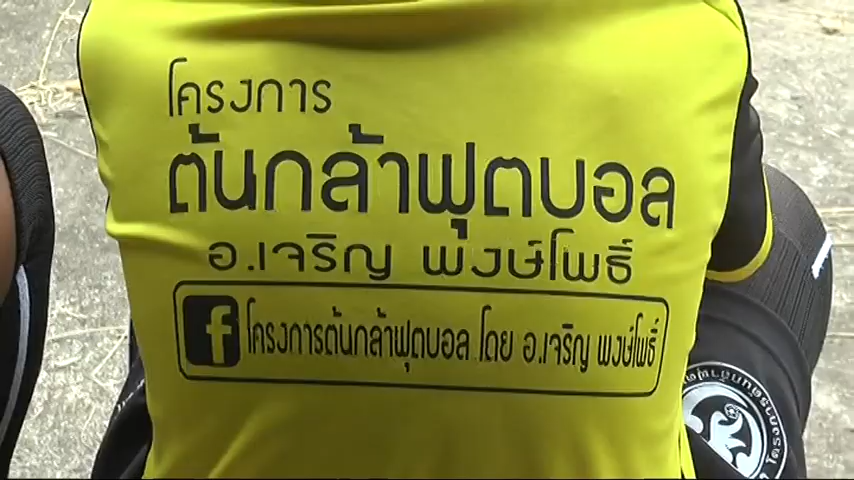 โครงการ
ต้นกล้าฟุตบอล
อ.เจริญ พงษ์โพธิ์
f โครงการต้นกล้าฟุตบอล โดย อ.เจริญ พงษ์โพธิ์